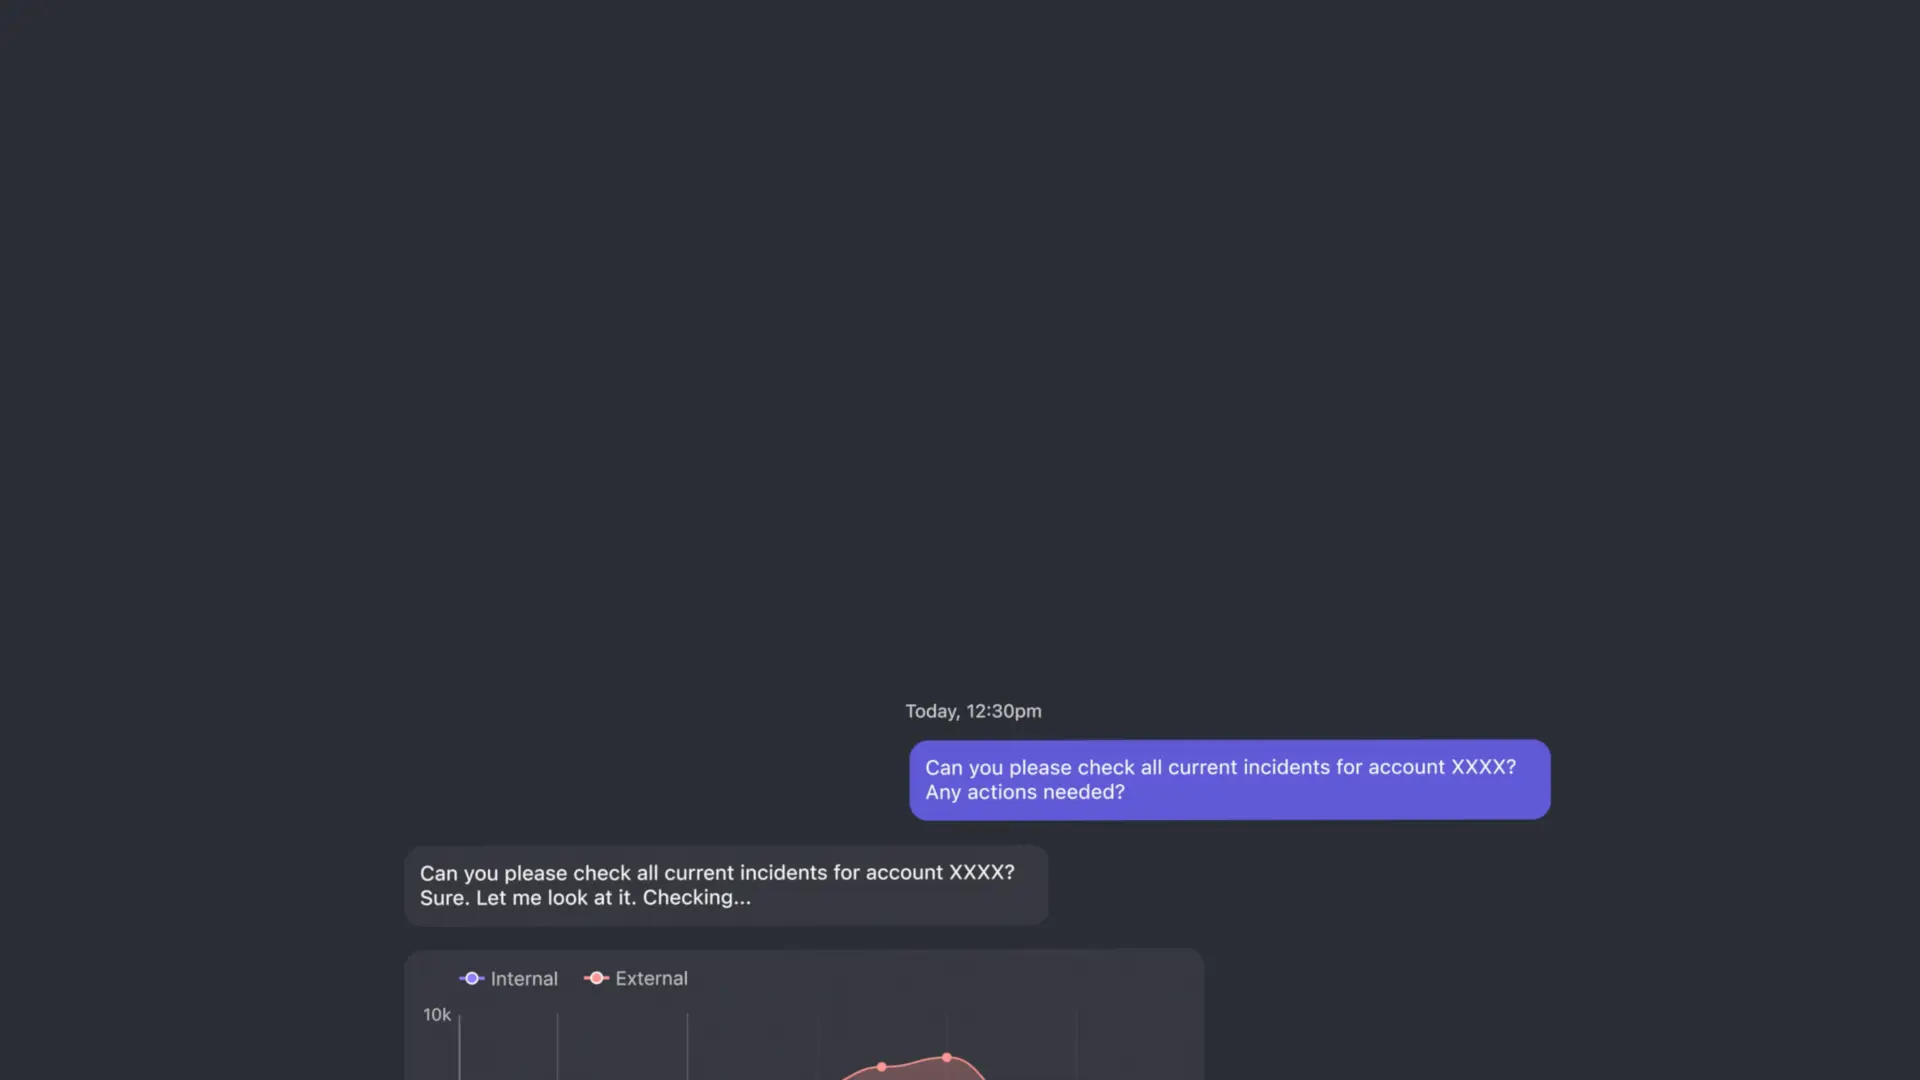 Today, 12:30pm
Can you please check all current incidents for account XXXX?
Any actions needed?
Can you please check all current incidents for account XXXX?
Sure. Let me look at it. Checking...
Internal External
10k